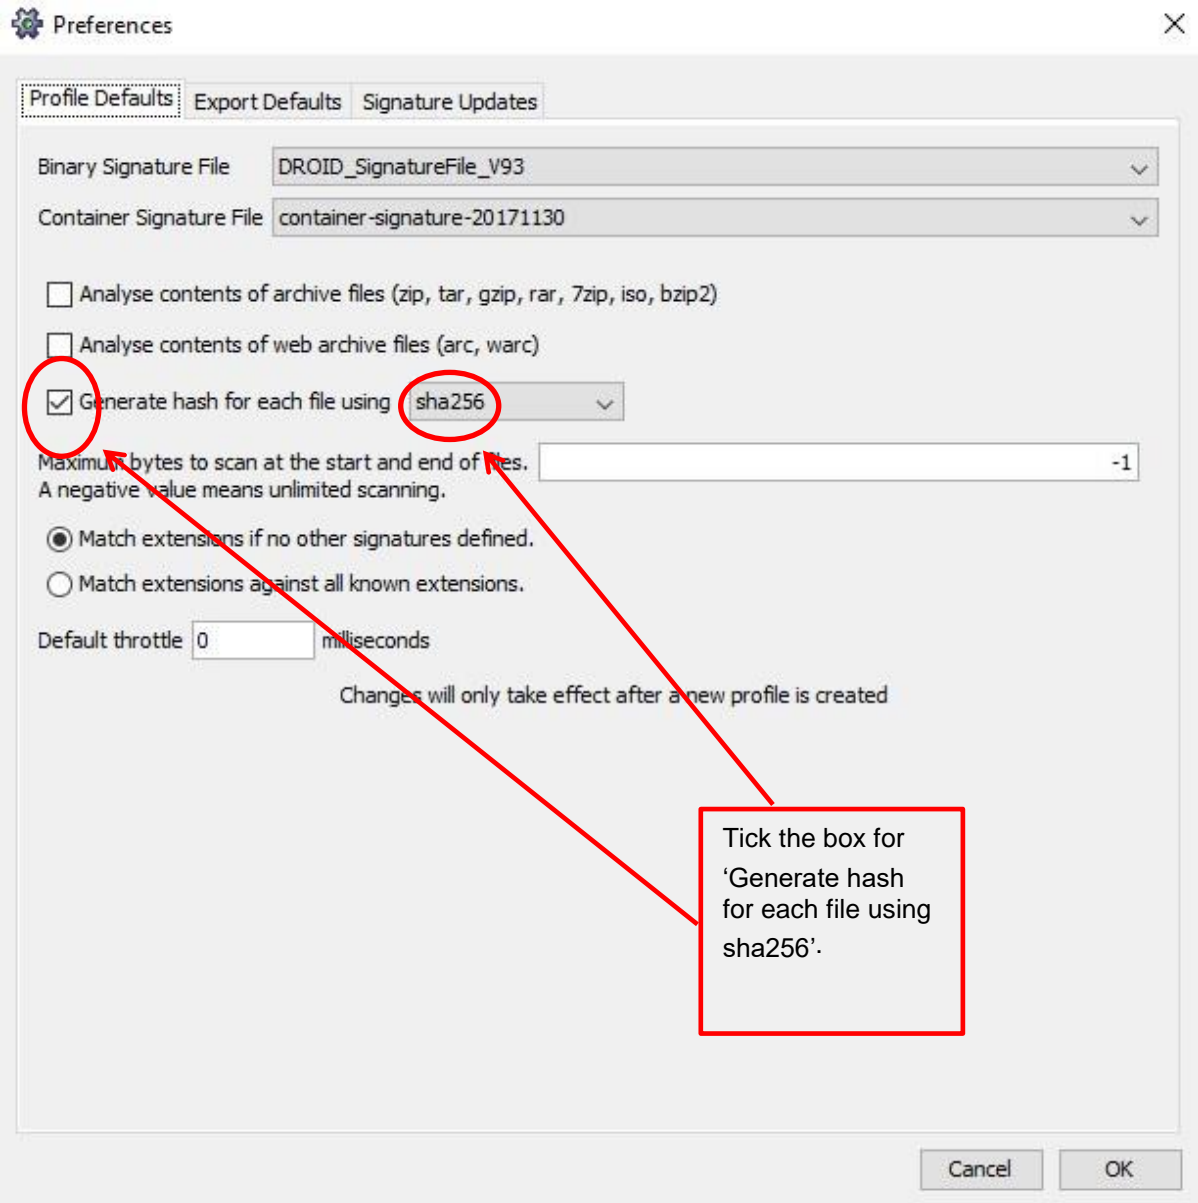 Preferences
Profile Defaults Export Defaults Signature Updates
Binary Signature File DROID_SignatureFile_V93
Container Signature File container-signature-20171130
Analyse contents of archive files (zip, tar, gzip, rar, 7zip, iso, bzip2)
Analyse contents of web archive files (arc, warc)
Generate hash for each file using sha256
Maximum bytes to scan at the start and end of files. -1
A negative value means unlimited scanning.
Match extensions if no other signatures defined.
Match extensions against all known extensions.
Default throttle 0 milliseconds
Changes will only take effect after a new profile is created
Tick the box for
‘Generate hash
for each file using
sha256’.
Cancel OK